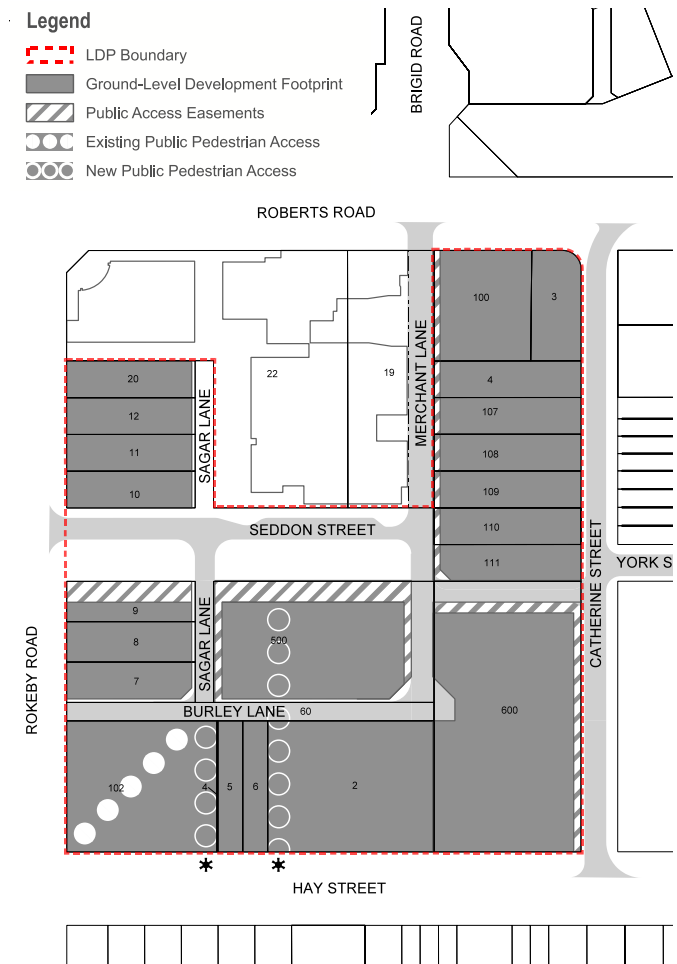 Legend
LDP Boundary
Ground-Level Development Footprint
Public Access Easements
Existing Public Pedestrian Access
New Public Pedestrian Access
BRIGID ROAD
ROBERTS ROAD
100
3
20
22
19
4
12
107
SAGAR LANE
MERCHANT LANE
11
108
10
109
SEDDON STREET
110
111
CATHERINE STREET
YORK S
9
8
500
SAGAR LANE
7
ROKEBY ROAD
BURLEY LANE
60
600
102
4
5
6
2
* *
HAY STREET